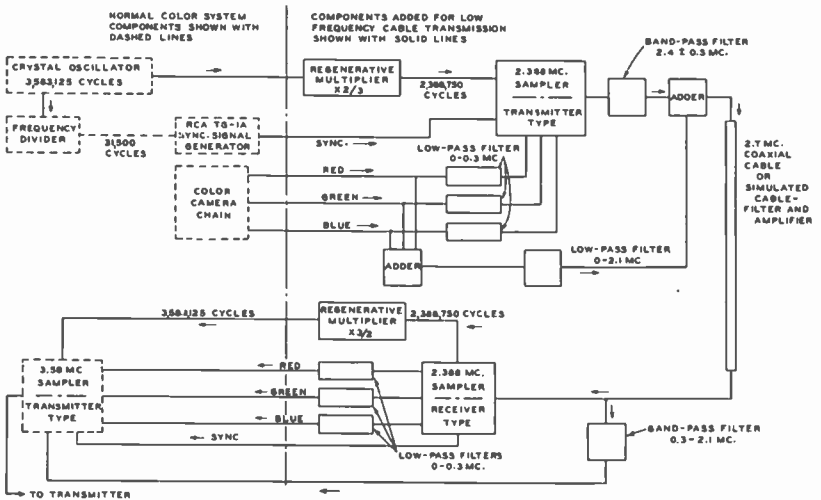 NORMAL COLOR SYSTEM
COMPONENTS SHOWN WITH
DASHED LINES
COMPONENTS ADDED FOR LOW
FREQUENCY CABLE TRANSMISSION
SHOWN WITH SOLID LINES
CRYSTAL OSCILLATOR
3,583,125 CYCLES
REGENERATIVE
MULTIPLIER
X 2/3
2,388,750
CYCLES
2.388 MC.
SAMPLER
TRANSMITTER
TYPE
BAND-PASS FILTER
2.4 ± 0.3 MC.
ADDER
FREQUENCY
DIVIDER
31,500
CYCLES
RCA TG-1A
SYNC. SIGNAL
GENERATOR
SYNC.
LOW-PASS FILTER
0-0.3 MC.
2.7 MC.
COAXIAL
CABLE
OR
SIMULATED
CABLE-
FILTER AND
AMPLIFIER
COLOR
CAMERA
CHAIN
RED
GREEN
BLUE
ADDER
LOW-PASS FILTER
0-2.1 MC
3,583,125 CYCLES
REGENERATIVE
MULTIPLIER
X 3/2
2,388,750 CYCLES
3.58 MC
SAMPLER
TRANSMITTER
TYPE
RED
GREEN
BLUE
SYNC
2.388 MC.
SAMPLER
RECEIVER
TYPE
LOW-PASS FILTERS
0-0.3 MC.
BAND-PASS FILTER
0.3-2.1 MC.
TO TRANSMITTER